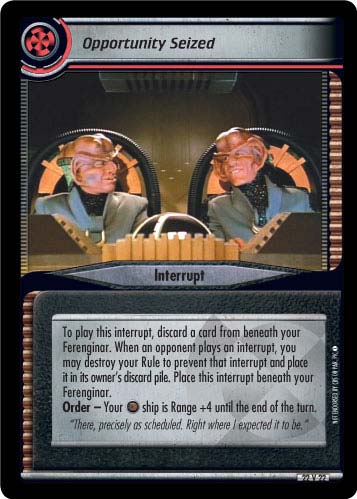 Opportunity Seized
Interrupt
To play this interrupt, discard a card from beneath your
Ferenginar. When an opponent plays an interrupt, you
may destroy your Rule to prevent that interrupt and place
it in its owner's discard pile. Place this interrupt beneath your
Ferenginar.
Order – Your ship is Range +4 until the end of the turn.
"There, precisely as scheduled. Right where I expected it to be."
22 V 22